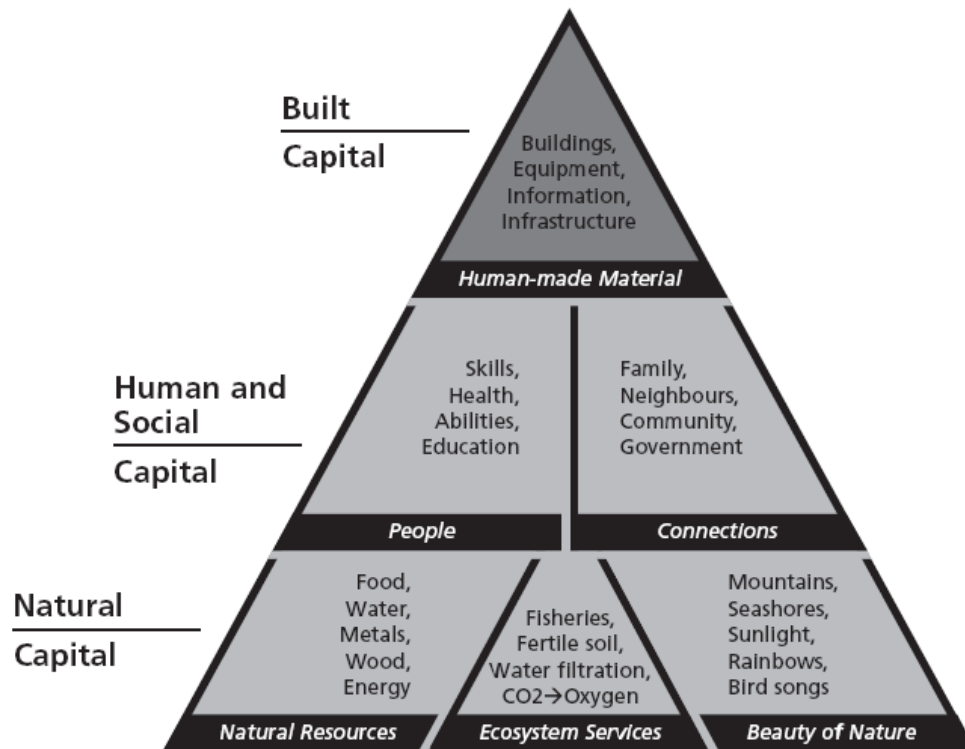 Built
Capital
Buildings,
Equipment,
Information,
Infrastructure
Human-made Material
Human and
Social
Capital
Skills,
Health,
Abilities,
Education
People
Family,
Neighbours,
Community,
Government
Connections
Natural
Capital
Food,
Water,
Metals,
Wood,
Energy
Natural Resources
Fisheries,
Fertile soil,
Water filtration,
CO2→Oxygen
Ecosystem Services
Mountains,
Seashores,
Sunlight,
Rainbows,
Bird songs
Beauty of Nature